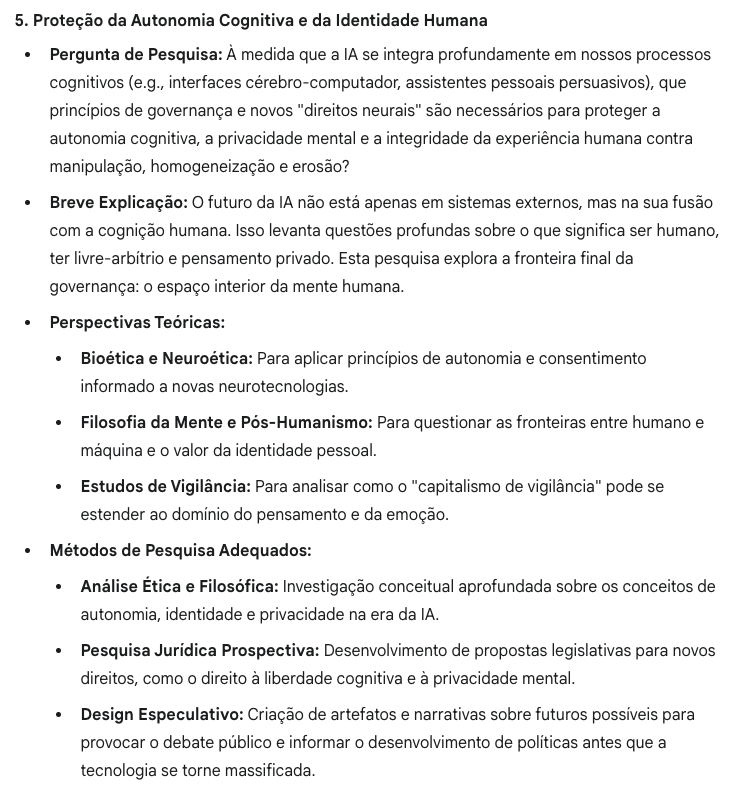 5. Proteção da Autonomia Cognitiva e da Identidade Humana
• Pergunta de Pesquisa: À medida que a IA se integra profundamente em nossos processos
cognitivos (e.g., interfaces cérebro-computador, assistentes pessoais persuasivos), que
princípios de governança e novos "direitos neurais" são necessários para proteger a
autonomia cognitiva, a privacidade mental e a integridade da experiência humana contra
manipulação, homogeneização e erosão?
• Breve Explicação: O futuro da IA não está apenas em sistemas externos, mas na sua fusão
com a cognição humana. Isso levanta questões profundas sobre o que significa ser humano,
ter livre-arbítrio e pensamento privado. Esta pesquisa explora a fronteira final da
governança: o espaço interior da mente humana.
• Perspectivas Teóricas:
• Bioética e Neuroética: Para aplicar princípios de autonomia e consentimento
informado a novas neurotecnologias.
• Filosofia da Mente e Pós-Humanismo: Para questionar as fronteiras entre humano e
máquina e o valor da identidade pessoal.
• Estudos de Vigilância: Para analisar como o "capitalismo de vigilância" pode se
estender ao domínio do pensamento e da emoção.
• Métodos de Pesquisa Adequados:
• Análise Ética e Filosófica: Investigação conceitual aprofundada sobre os conceitos de
autonomia, identidade e privacidade na era da IA.
• Pesquisa Jurídica Prospectiva: Desenvolvimento de propostas legislativas para novos
direitos, como o direito à liberdade cognitiva e à privacidade mental.
• Design Especulativo: Criação de artefatos e narrativas sobre futuros possíveis para
provocar o debate público e informar o desenvolvimento de políticas antes que a
tecnologia se torne massificada.